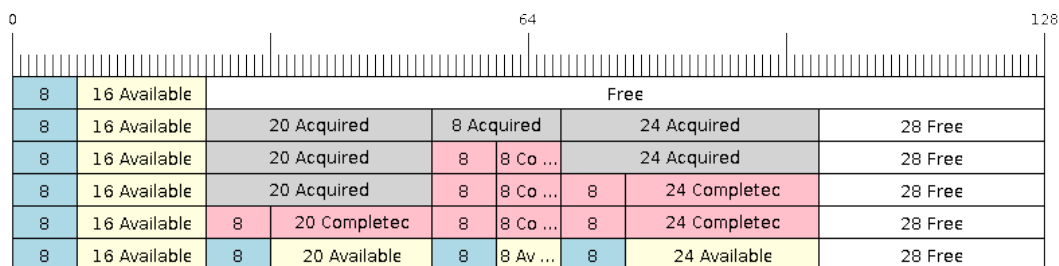 0 64 128
8 16 Available Free
8 16 Available 20 Acquired 8 Acquired 24 Acquired 28 Free
8 16 Available 20 Acquired 8 8 Co ... 24 Acquired 28 Free
8 16 Available 20 Acquired 8 8 Co ... 8 24 Completec 28 Free
8 16 Available 8 20 Completec 8 8 Co ... 8 24 Completec 28 Free
8 16 Available 8 20 Available 8 8 Av ... 8 24 Available 28 Free